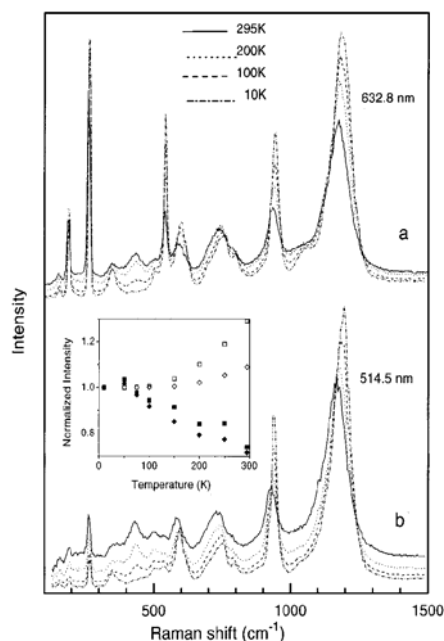 295K
200K
100K
10K
632.8 nm
a
Intensity
Normalized Intensity
1.2
1.0
0.8
0
100
200
300
Temperature (K)
514.5 nm
b
500
1000
1500
Raman shift (cm⁻¹)